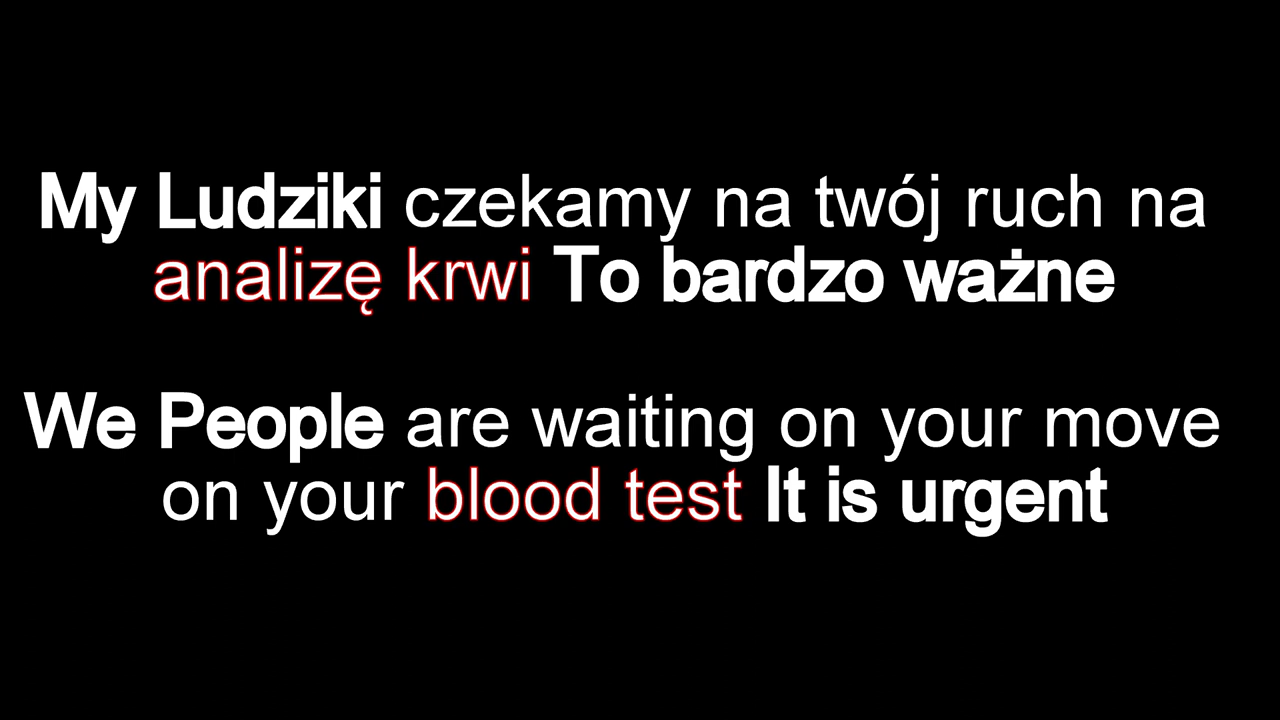 My Ludziki czekamy na twój ruch na
analizę krwi To bardzo ważne
We People are waiting on your move
on your blood test It is urgent